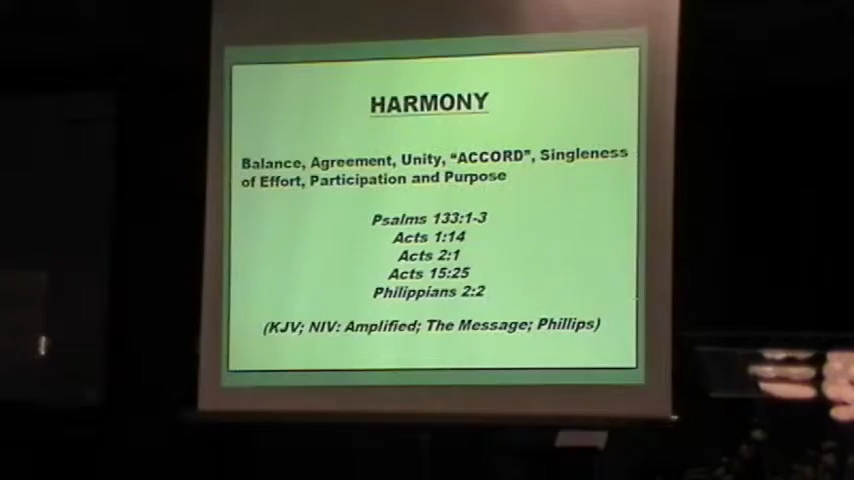 HARMONY
Balance, Agreement, Unity, “ACCORD”, Singleness
of Effort, Participation and Purpose
Psalms 133:1-3
Acts 1:14
Acts 2:1
Acts 15:25
Philippians 2:2
(KJV; NIV: Amplified; The Message; Phillips)